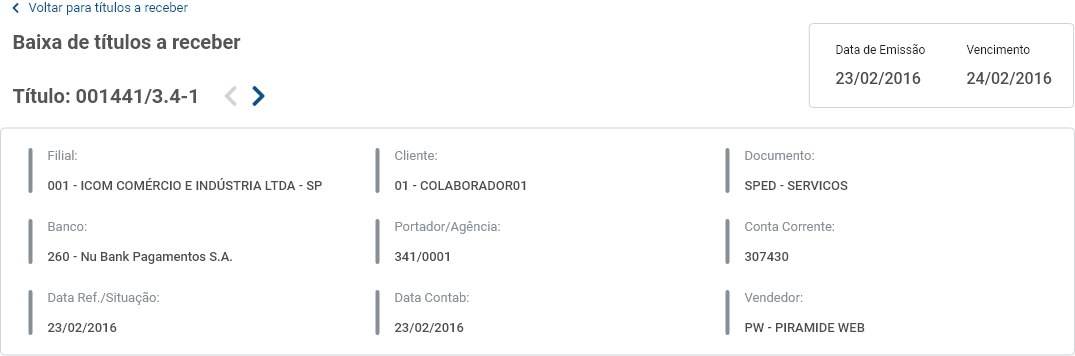 Voltar para títulos a receber
Baixa de títulos a receber
Data de Emissão Vencimento
23/02/2016 24/02/2016
Título: 001441/3.4-1
Filial: Cliente: Documento:
001 - ICOM COMÉRCIO E INDÚSTRIA LTDA - SP 01 - COLABORADOR01 SPED - SERVICOS
Banco: Portador/Agência: Conta Corrente:
260 - Nu Bank Pagamentos S.A. 341/0001 307430
Data Ref./Situação: Data Contab: Vendedor:
23/02/2016 23/02/2016 PW - PIRAMIDE WEB